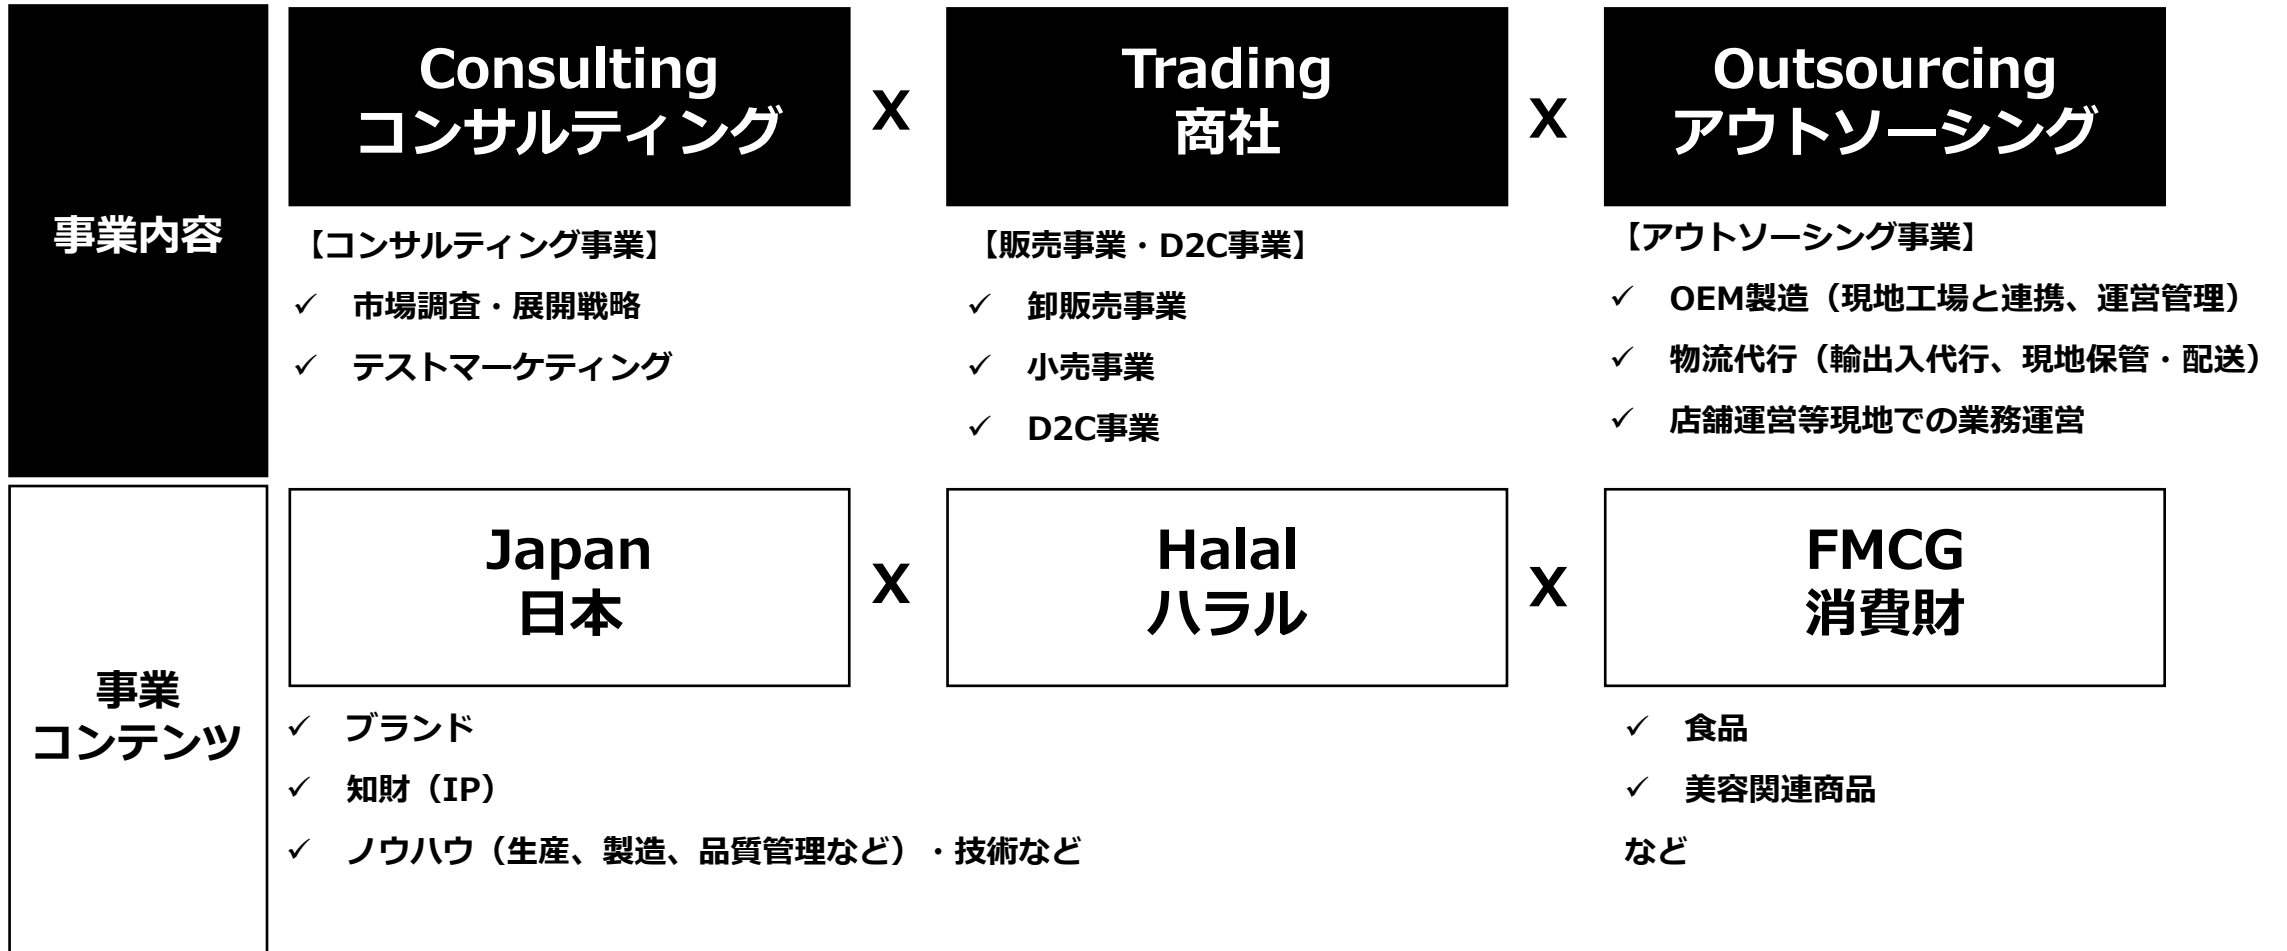 事業内容
Consulting
コンサルティング
X
Trading
商社
X
Outsourcing
アウトソーシング
【コンサルティング事業】
✓ 市場調査・展開戦略
✓ テストマーケティング
【販売事業・D2C事業】
✓ 卸販売事業
✓ 小売事業
✓ D2C事業
【アウトソーシング事業】
✓ OEM製造（現地工場と連携、運営管理）
✓ 物流代行（輸出入代行、現地保管・配送）
✓ 店舗運営等現地での業務運営
事業
コンテンツ
Japan
日本
X
Halal
ハラル
X
FMCG
消費財
✓ ブランド
✓ 知財（IP）
✓ ノウハウ（生産、製造、品質管理など）・技術など
✓ 食品
✓ 美容関連商品
など